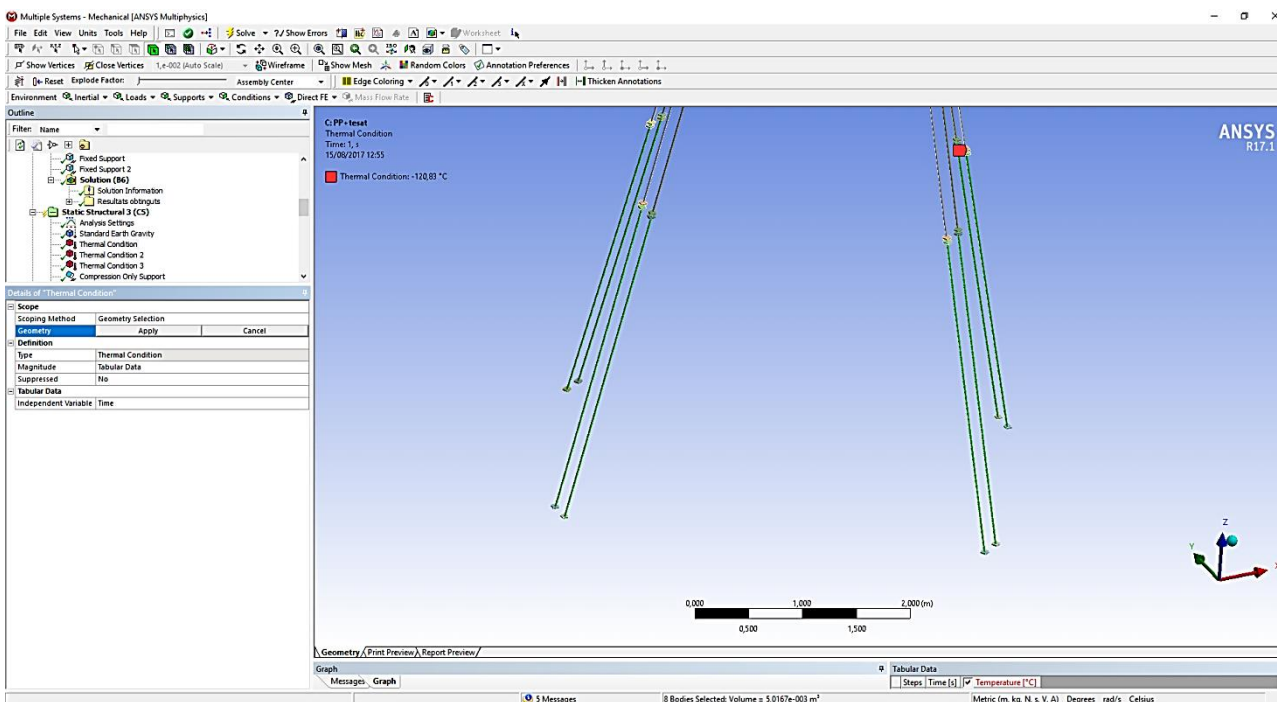 Multiple Systems - Mechanical [ANSYS Multiphysics]
File Edit View Units Tools Help Solve ?/ Show Errors Worksheet
Show Vertices Close Vertices 1,e-002 (Auto Scale) Wireframe Show Mesh Random Colors Annotation Preferences
Reset Explode Factor: Assembly Center Edge Coloring Thicken Annotations
Environment Inertial Loads Supports Conditions Direct FE Mass Flow Rate
Outline
Filter: Name
Fixed Support
Fixed Support 2
Solution (B6)
Solution Information
Resultats obtinguts
Static Structural 3 (C5)
Analysis Settings
Standard Earth Gravity
Thermal Condition
Thermal Condition 2
Thermal Condition 3
Compression Only Support
Details of "Thermal Condition"
Scope
Scoping Method Geometry Selection
Geometry Apply Cancel
Definition
Type Thermal Condition
Magnitude Tabular Data
Suppressed No
Tabular Data
Independent Variable Time
C: PP+tesat
Thermal Condition
Time: 1, s
15/08/2017 12:55
Thermal Condition: -120,83 °C
ANSYS
R17.1
Z
Y
X
0,000 1,000 2,000 (m)
0,500 1,500
Geometry Print Preview Report Preview
Graph
Messages Graph
Tabular Data
Steps Time [s] Temperature [°C]
5 Messages 8 Bodies Selected: Volume = 5,0167e-003 m³ Metric (m, kg, N, s, V, A) Degrees rad/s Celsius